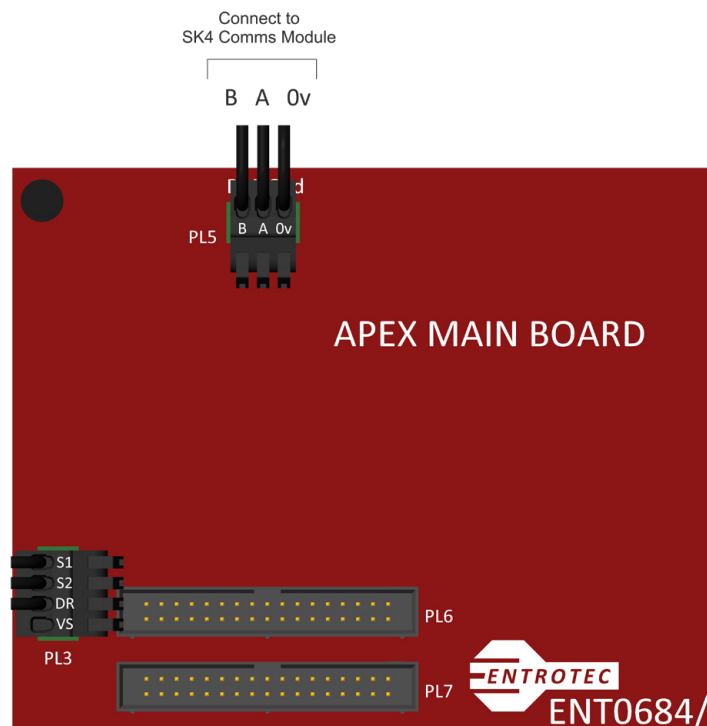 Connect to
SK4 Comms Module
B A 0v
B A 0v
PL5
APEX MAIN BOARD
S1
S2
DR
VS
PL3
PL6
PL7
ENTROTEC
ENT0684/